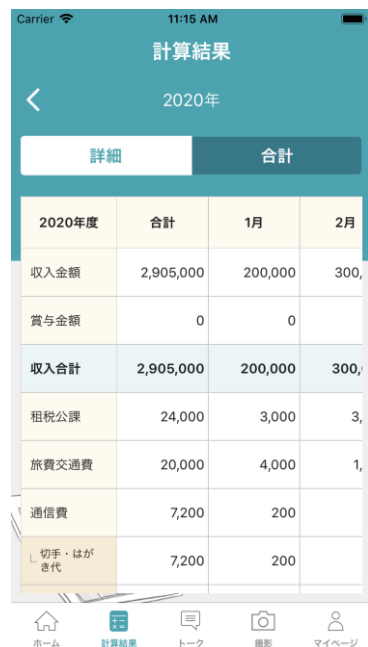 Carrier 11:15 AM
計算結果
2020年
詳細 合計
2020年度 合計 1月 2月
収入金額 2,905,000 200,000 300,
賞与金額 0 0
収入合計 2,905,000 200,000 300,
租税公課 24,000 3,000 3,
旅費交通費 20,000 4,000 1,
通信費 7,200 200
└ 切手・はが
き代 7,200 200
ホーム 計算結果 トーク 撮影 マイページ